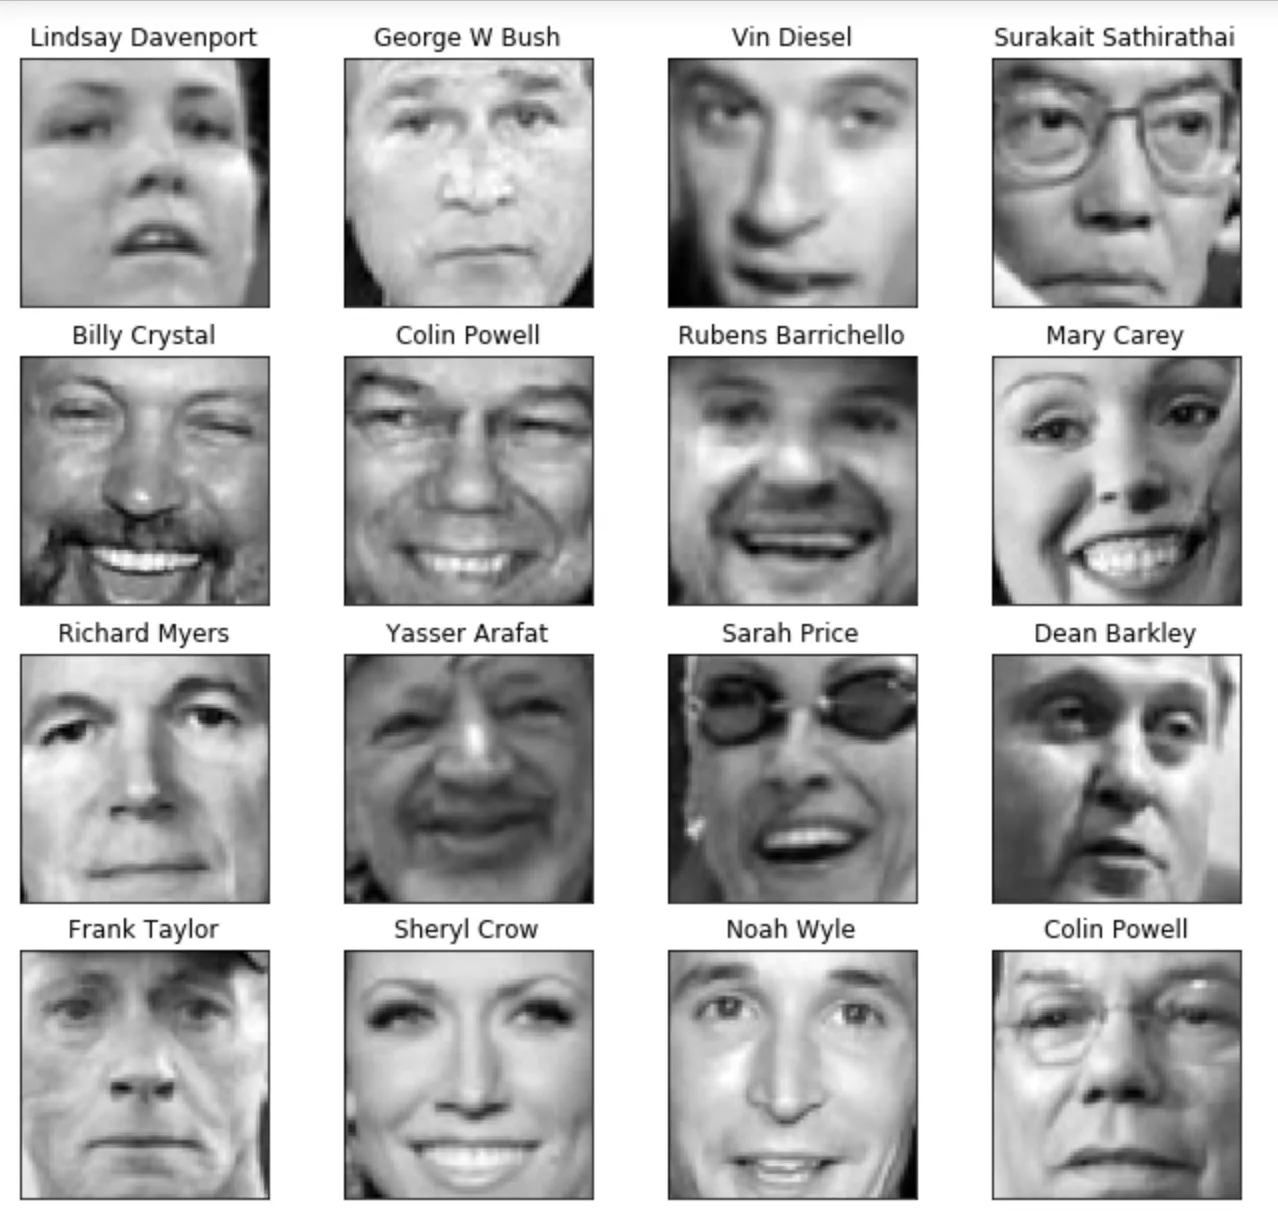 Lindsay Davenport
George W Bush
Vin Diesel
Surakait Sathirathai
Billy Crystal
Colin Powell
Rubens Barrichello
Mary Carey
Richard Myers
Yasser Arafat
Sarah Price
Dean Barkley
Frank Taylor
Sheryl Crow
Noah Wyle
Colin Powell